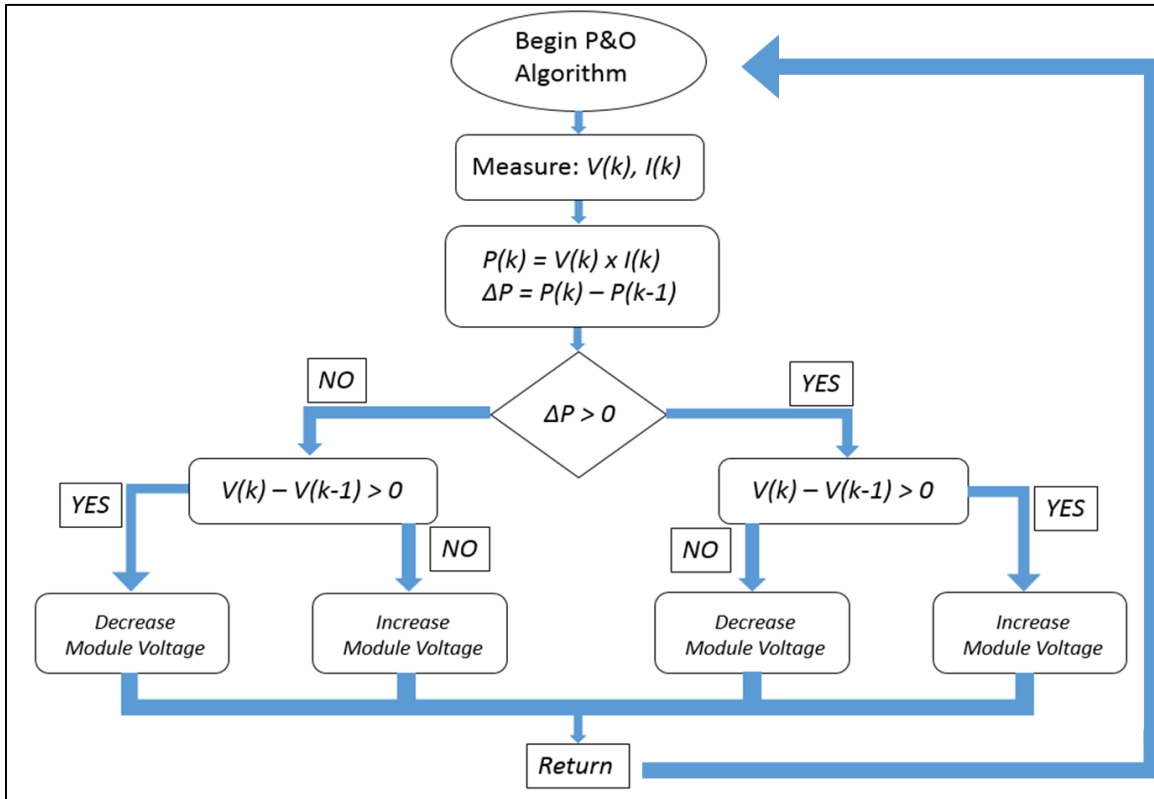 Begin P&O
Algorithm
Measure: V(k), I(k)
P(k) = V(k) x I(k)
ΔP = P(k) – P(k-1)
NO
YES
ΔP > 0
V(k) – V(k-1) > 0
V(k) – V(k-1) > 0
YES
NO
NO
YES
Decrease
Module Voltage
Increase
Module Voltage
Decrease
Module Voltage
Increase
Module Voltage
Return